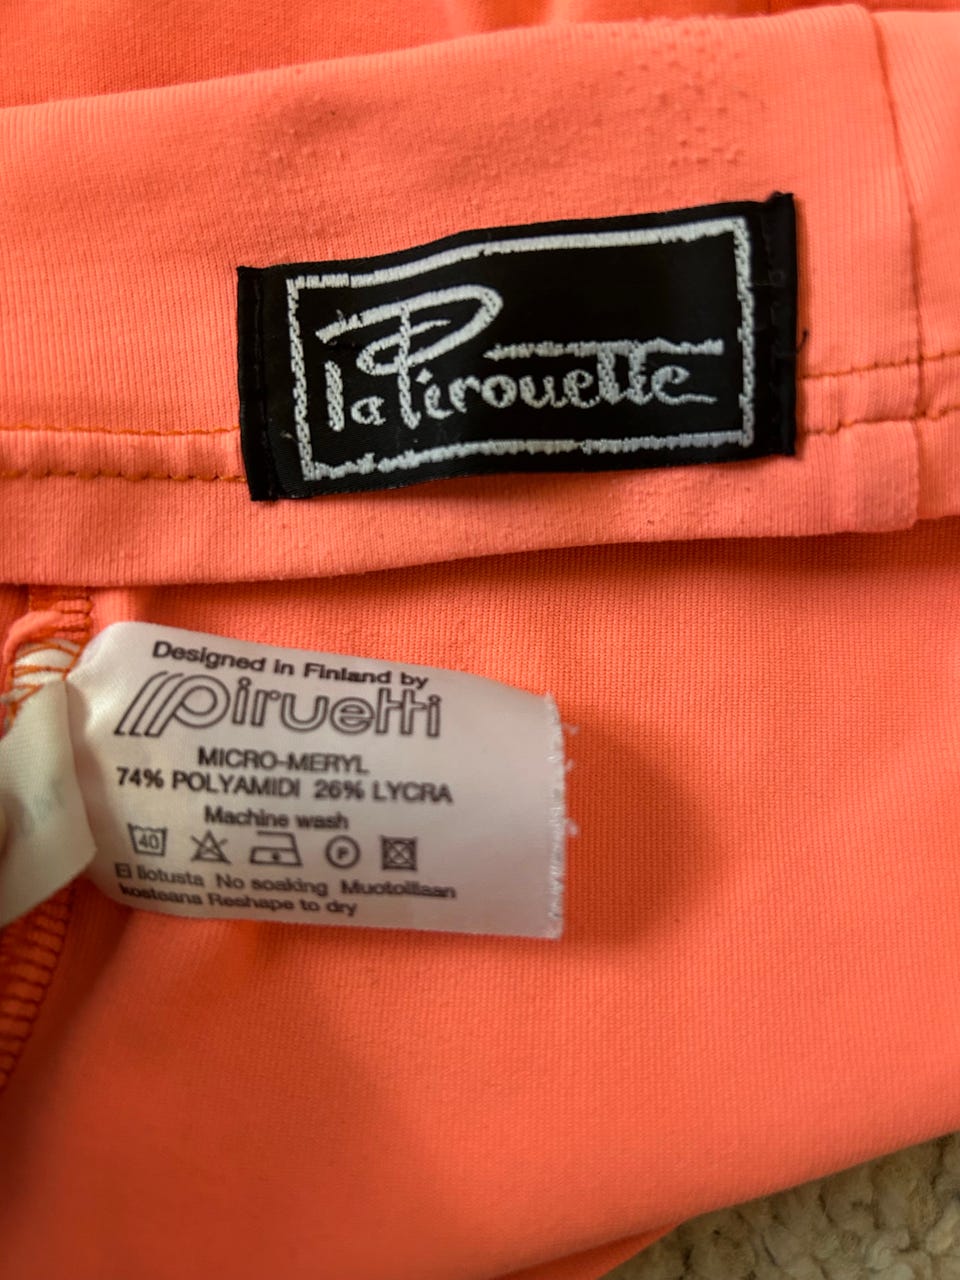 la Pirouette
Designed in Finland by
piruetti
MICRO-MERYL
74% POLYAMIDI 26% LYCRA
Machine wash
40 P
Ei liotusta No soaking Muotoillaan
kosteana Reshape to dry